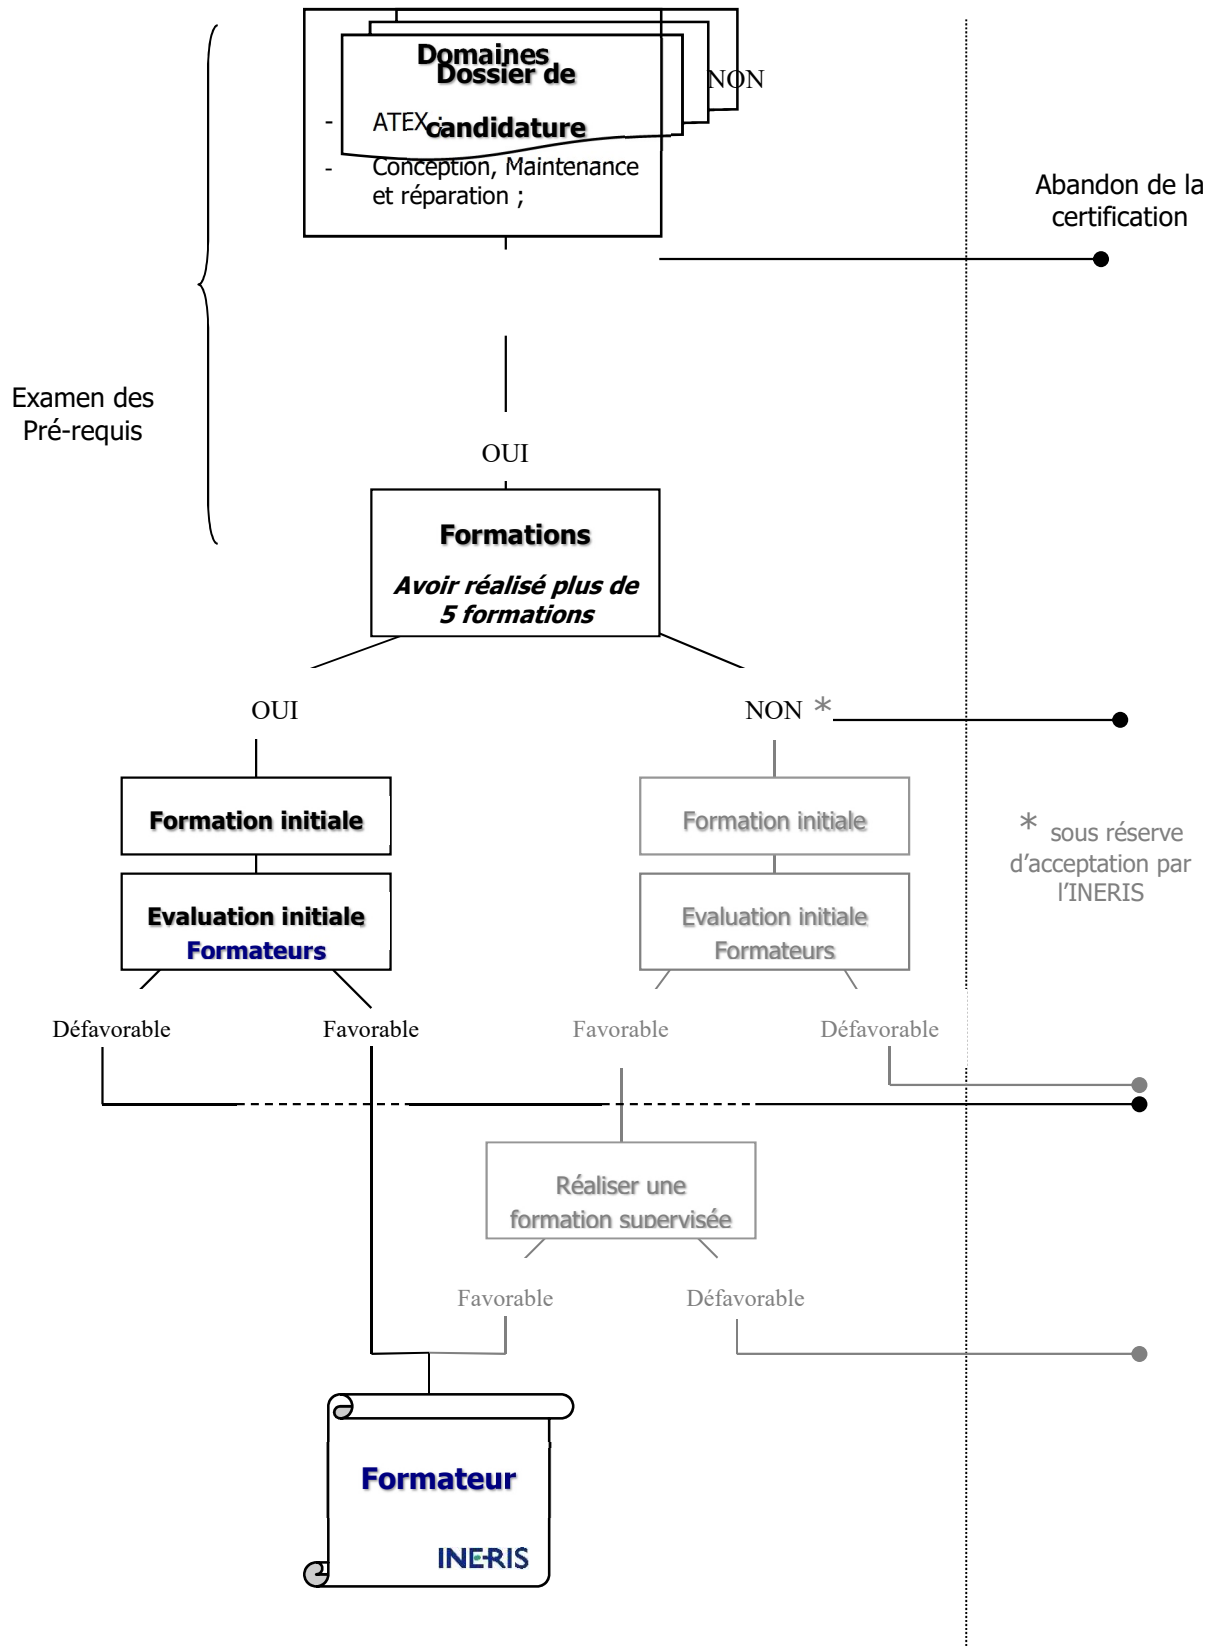 Domaines
Dossier de
candidature
NON
- ATEX ;
- Conception, Maintenance
et réparation ;
Abandon de la
certification
Examen des
Pré-requis
OUI
Formations
Avoir réalisé plus de
5 formations
OUI
NON *
Formation initiale
Formation initiale
* sous réserve
d’acceptation par
l’INERIS
Evaluation initiale
Formateurs
Evaluation initiale
Formateurs
Défavorable
Favorable
Favorable
Défavorable
Réaliser une
formation supervisée
Favorable
Défavorable
Formateur
INERIS